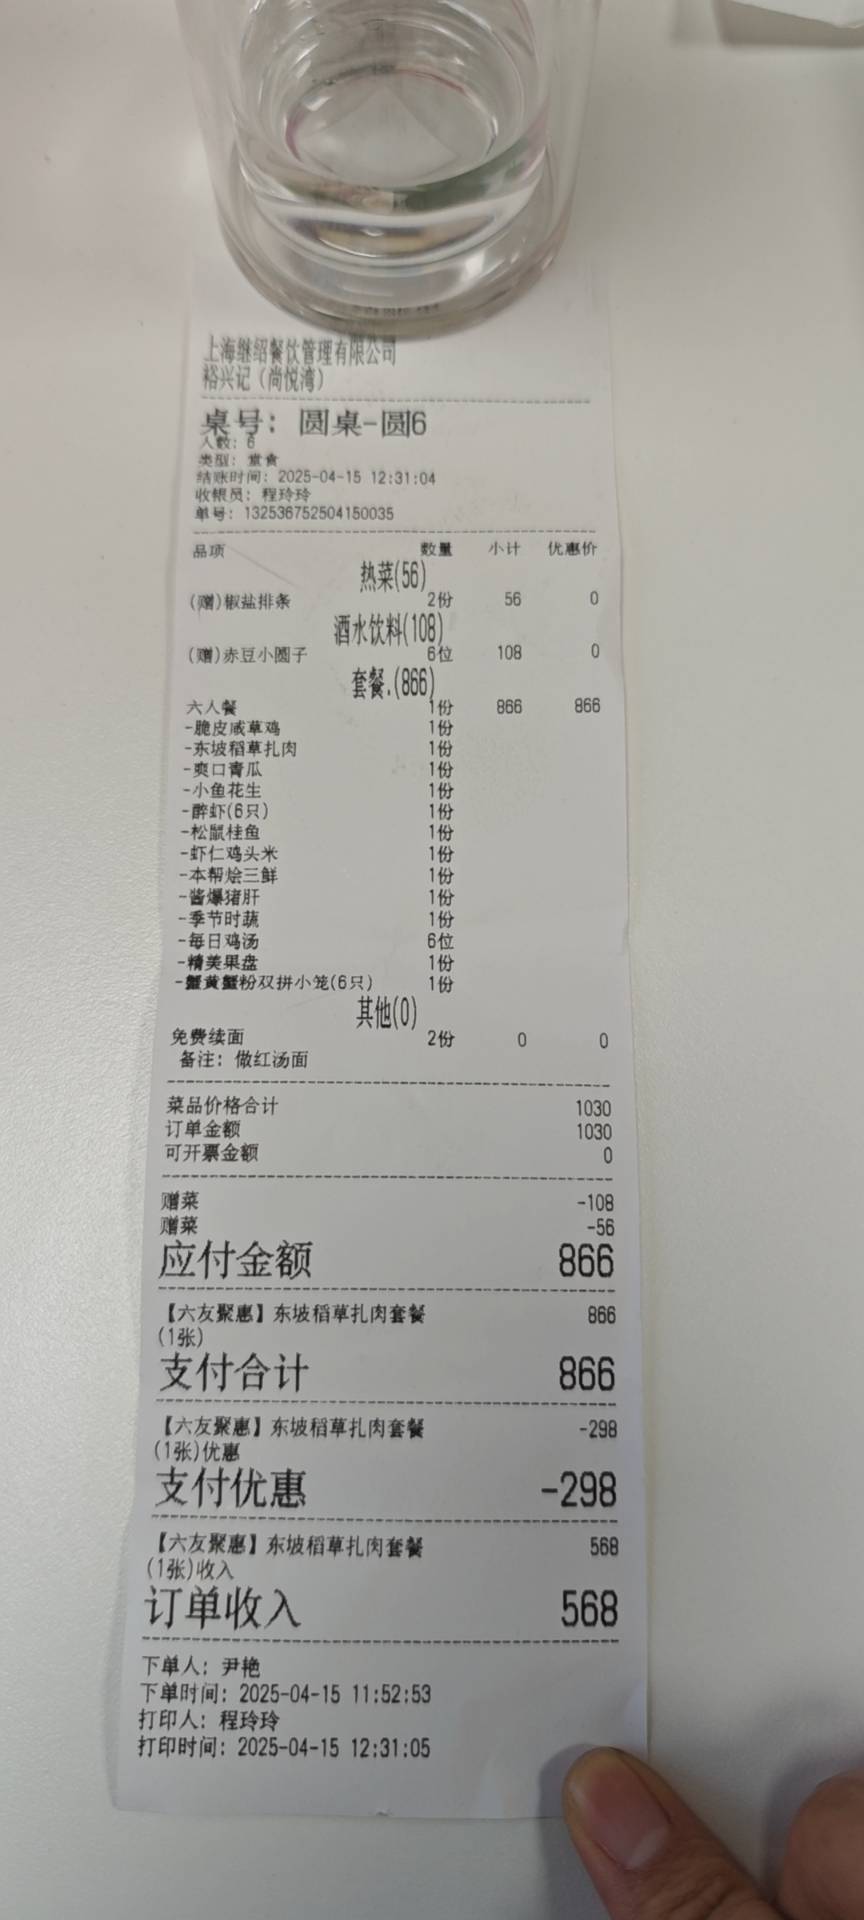 上海继绍餐饮管理有限公司
裕兴记（尚悦湾）
桌号：圆桌-圆6
人数：6
类型：堂食
结账时间：2025-04-15 12:31:04
收银员：程玲玲
单号：132536752504150035
品项 数量 小计 优惠价
热菜(56)
(赠)椒盐排条 2份 56 0
酒水饮料(108)
(赠)赤豆小圆子 6位 108 0
套餐.(866)
六人餐 1份 866 866
-脆皮咸草鸡 1份
-东坡稻草扎肉 1份
-爽口青瓜 1份
-小鱼花生 1份
-醉虾(6只) 1份
-松鼠桂鱼 1份
-虾仁鸡头米 1份
-本帮烩三鲜 1份
-酱爆猪肝 1份
-季节时蔬 1份
-每日鸡汤 6位
-精美果盘 1份
-蟹黄蟹粉双拼小笼(6只) 1份
其他(0)
免费续面 2份 0 0
备注：做红汤面
菜品价格合计 1030
订单金额 1030
可开票金额 0
赠菜 -108
赠菜 -56
应付金额 866
【六友聚惠】东坡稻草扎肉套餐 866
(1张)
支付合计 866
【六友聚惠】东坡稻草扎肉套餐 -298
(1张)优惠
支付优惠 -298
【六友聚惠】东坡稻草扎肉套餐 568
(1张)收入
订单收入 568
下单人：尹艳
下单时间：2025-04-15 11:52:53
打印人：程玲玲
打印时间：2025-04-15 12:31:05